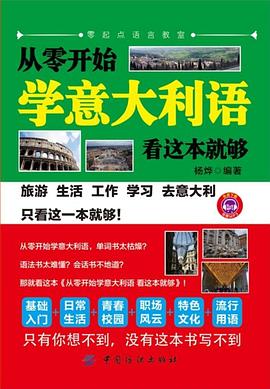 零起点语言教室
从零开始
学意大利语
看这本就够
杨烨 编著
旅游 生活 工作 学习 去意大利
只看这一本就够！
从零开始学意大利语，单词书太枯燥？
语法书太难懂？会话书不地道？
那就看这本《从零开始学意大利语 看这本就够》！
基础入门 + 日常生活 + 青春校园 + 职场风云 + 特色文化 + 流行用语
只有你想不到，没有这本书写不到
中国纺织出版社